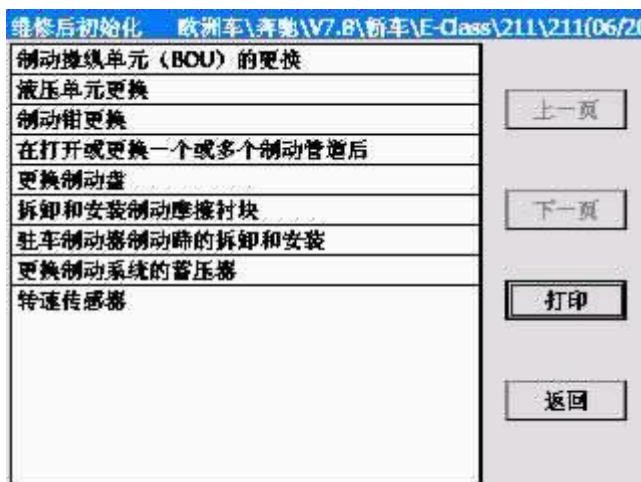 维修后初始化 欧洲车\奔驰\V7.8\轿车\E-Class\211\211(06/20
制动操纵单元（BOU）的更换
液压单元更换
制动钳更换
在打开或更换一个或多个制动管道后
更换制动盘
拆卸和安装制动摩擦衬块
驻车制动器制动蹄的拆卸和安装
更换制动系统的蓄压器
转速传感器
上一页
下一页
打印
返回